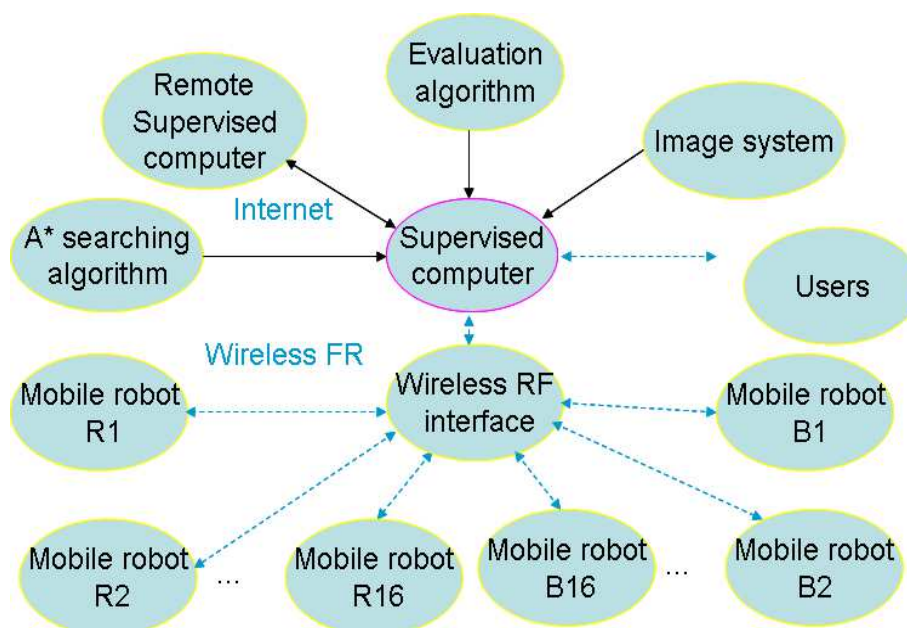 Evaluation
algorithm
Remote
Supervised
computer
Image system
Internet
A* searching
algorithm
Supervised
computer
Users
Wireless FR
Wireless RF
interface
Mobile robot
R1
Mobile robot
B1
Mobile robot
R2
...
Mobile robot
R16
Mobile robot
B16
...
Mobile robot
B2